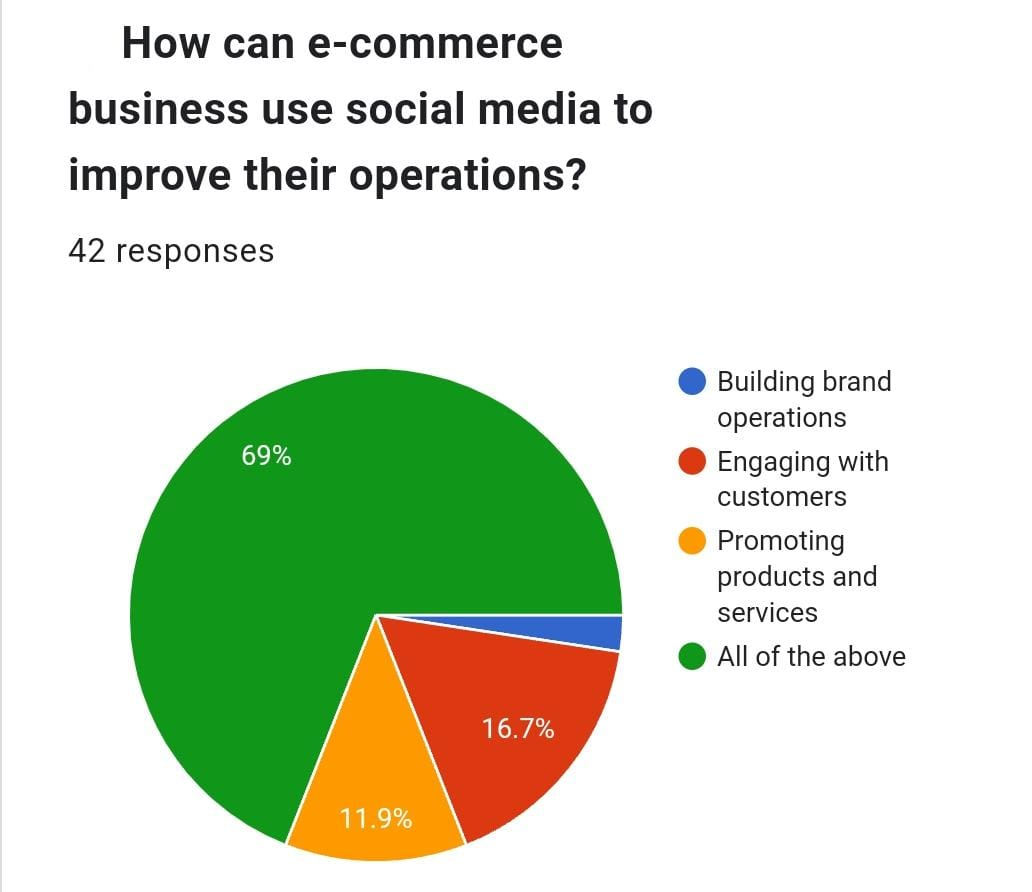 How can e-commerce
business use social media to
improve their operations?
42 responses
69%
16.7%
11.9%
Building brand
operations
Engaging with
customers
Promoting
products and
services
All of the above